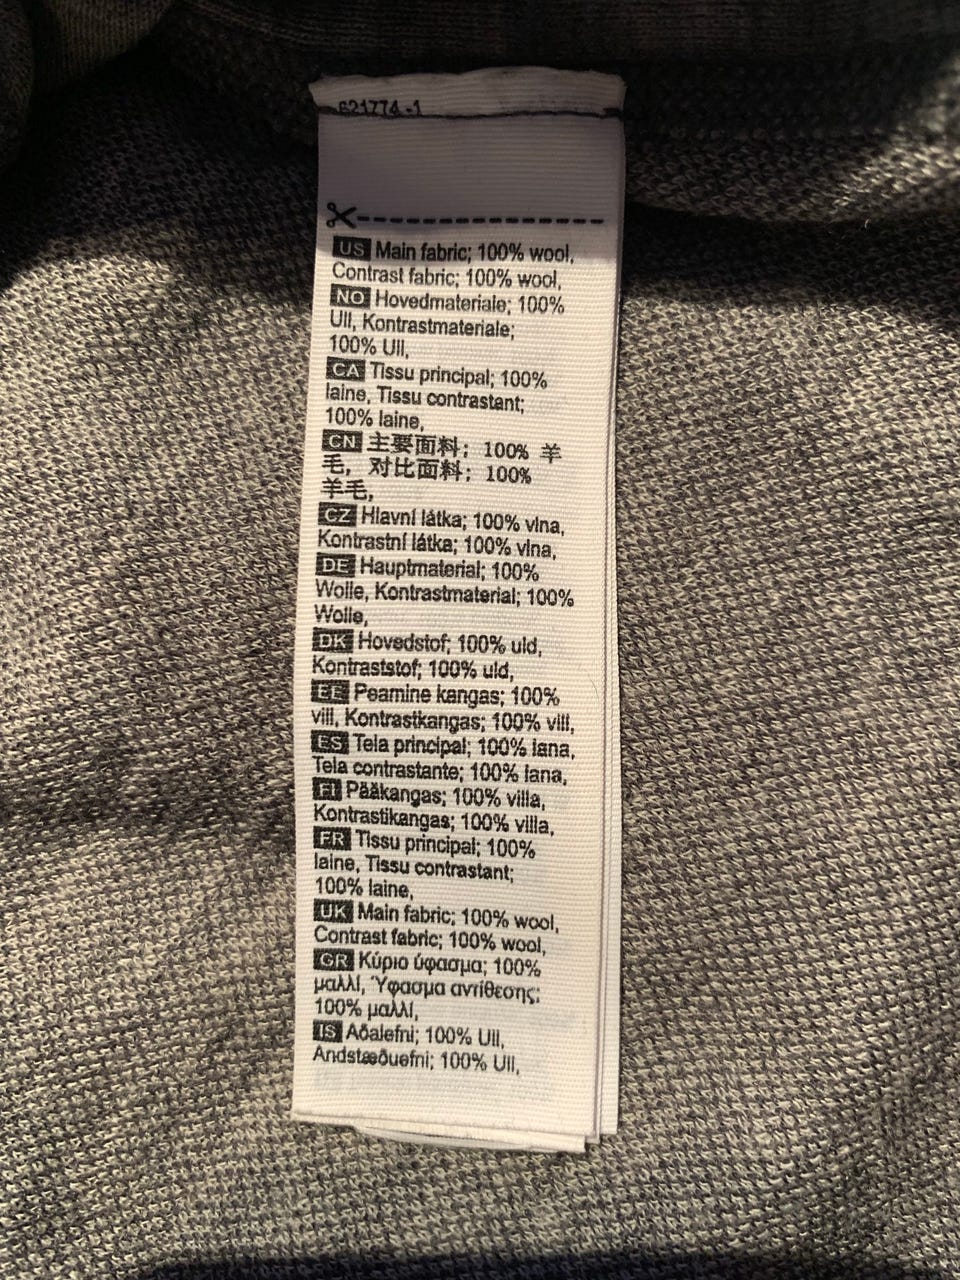 621774 -1
US Main fabric; 100% wool,
Contrast fabric; 100% wool,
NO Hovedmateriale; 100%
Ull, Kontrastmateriale;
100% Ull,
CA Tissu principal; 100%
laine, Tissu contrastant;
100% laine,
CN 主要面料; 100% 羊
毛, 对比面料; 100%
羊毛,
CZ Hlavní látka; 100% vlna,
Kontrastní látka; 100% vlna,
DE Hauptmaterial; 100%
Wolle, Kontrastmaterial; 100%
Wolle,
DK Hovedstof; 100% uld,
Kontraststof; 100% uld,
EE Peamine kangas; 100%
vill, Kontrastkangas; 100% vill,
ES Tela principal; 100% lana,
Tela contrastante; 100% lana,
FI Pääkangas; 100% villa,
Kontrastikangas; 100% villa,
FR Tissu principal; 100%
laine, Tissu contrastant;
100% laine,
UK Main fabric; 100% wool,
Contrast fabric; 100% wool,
GR Κύριο ύφασμα; 100%
μαλλί, Ύφασμα αντίθεσης;
100% μαλλί,
IS Aðalefni; 100% Ull,
Andstæðuefni; 100% Ull,